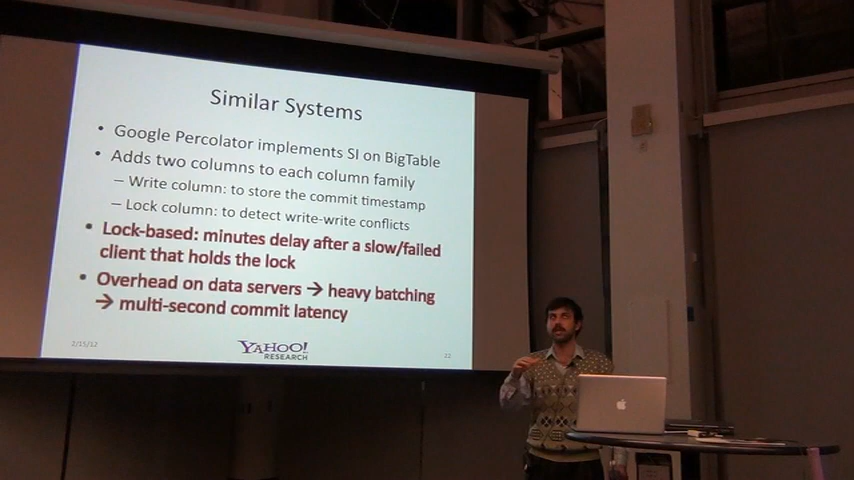 Similar Systems
• Google Percolator implements SI on BigTable
• Adds two columns to each column family
– Write column: to store the commit timestamp
– Lock column: to detect write-write conflicts
• Lock-based: minutes delay after a slow/failed
client that holds the lock
• Overhead on data servers → heavy batching
→ multi-second commit latency
2/15/12
YAHOO!
RESEARCH
22